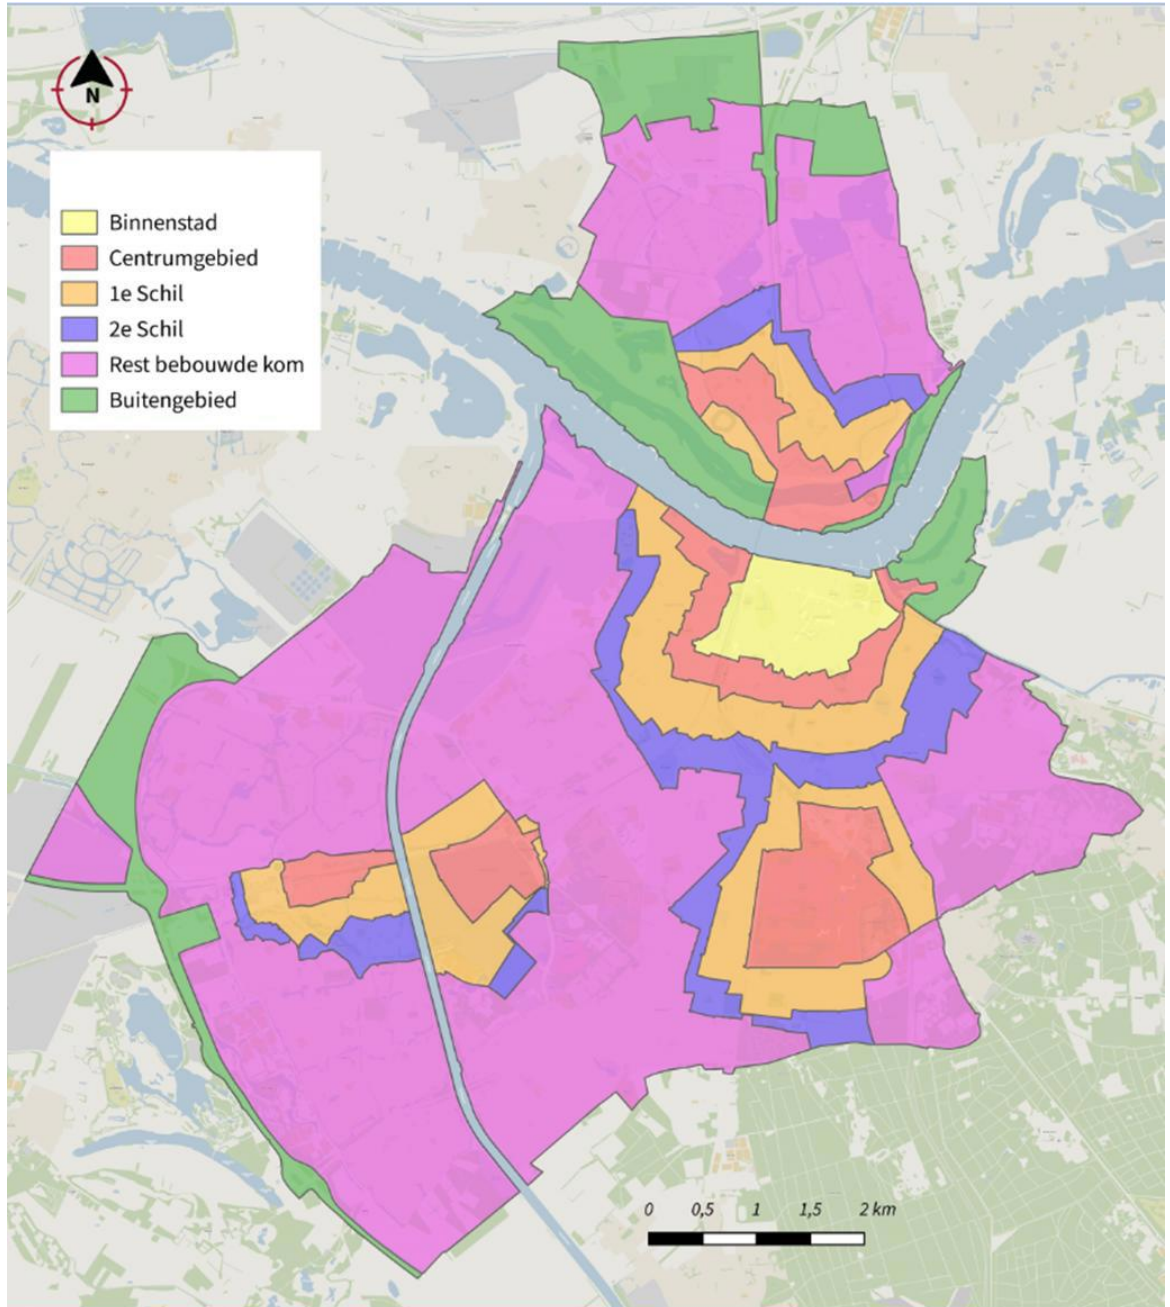 N
Binnenstad
Centrumgebied
1e Schil
2e Schil
Rest bebouwde kom
Buitengebied
0 0,5 1 1,5 2 km